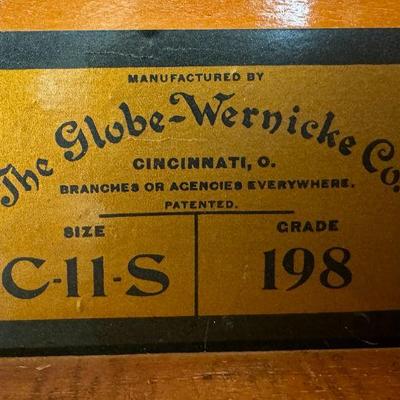 MANUFACTURED BY
The Globe-Wernicke Co.
CINCINNATI, O.
BRANCHES OR AGENCIES EVERYWHERE.
PATENTED.
SIZE GRADE
C-11-S 198